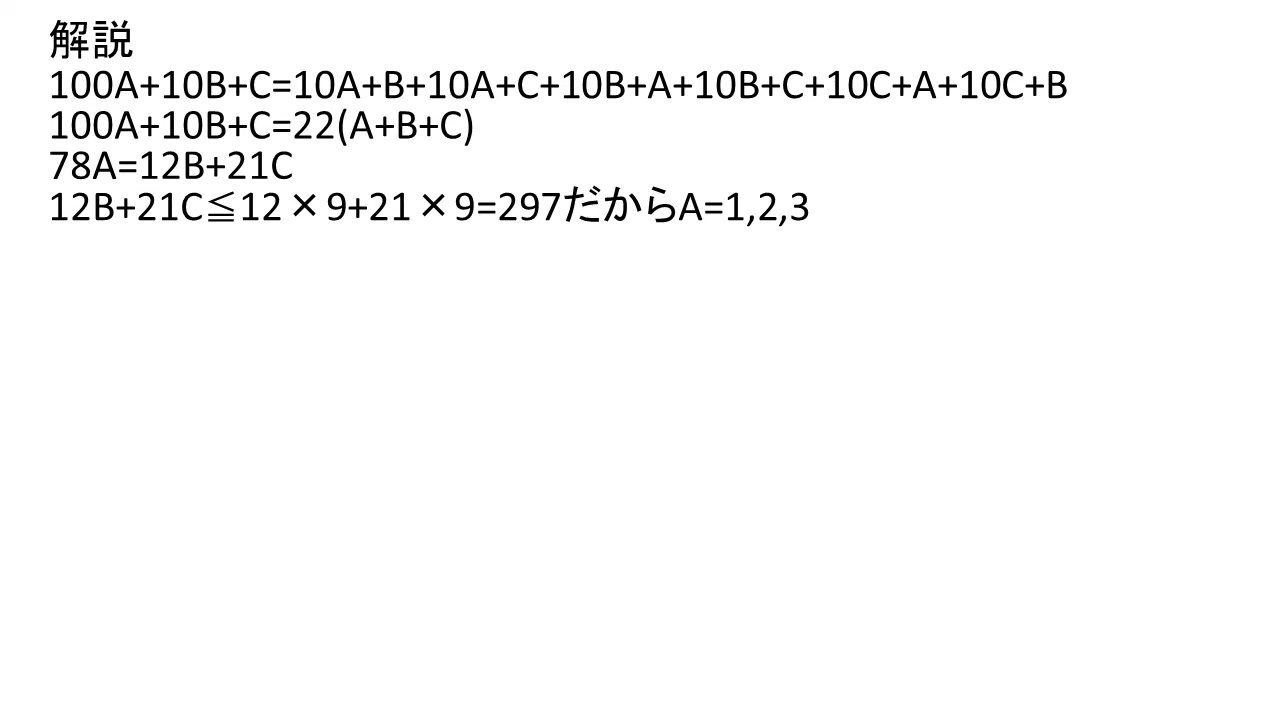 解説
100A+10B+C=10A+B+10A+C+10B+A+10B+C+10C+A+10C+B
100A+10B+C=22(A+B+C)
78A=12B+21C
12B+21C≦12×9+21×9=297だからA=1,2,3